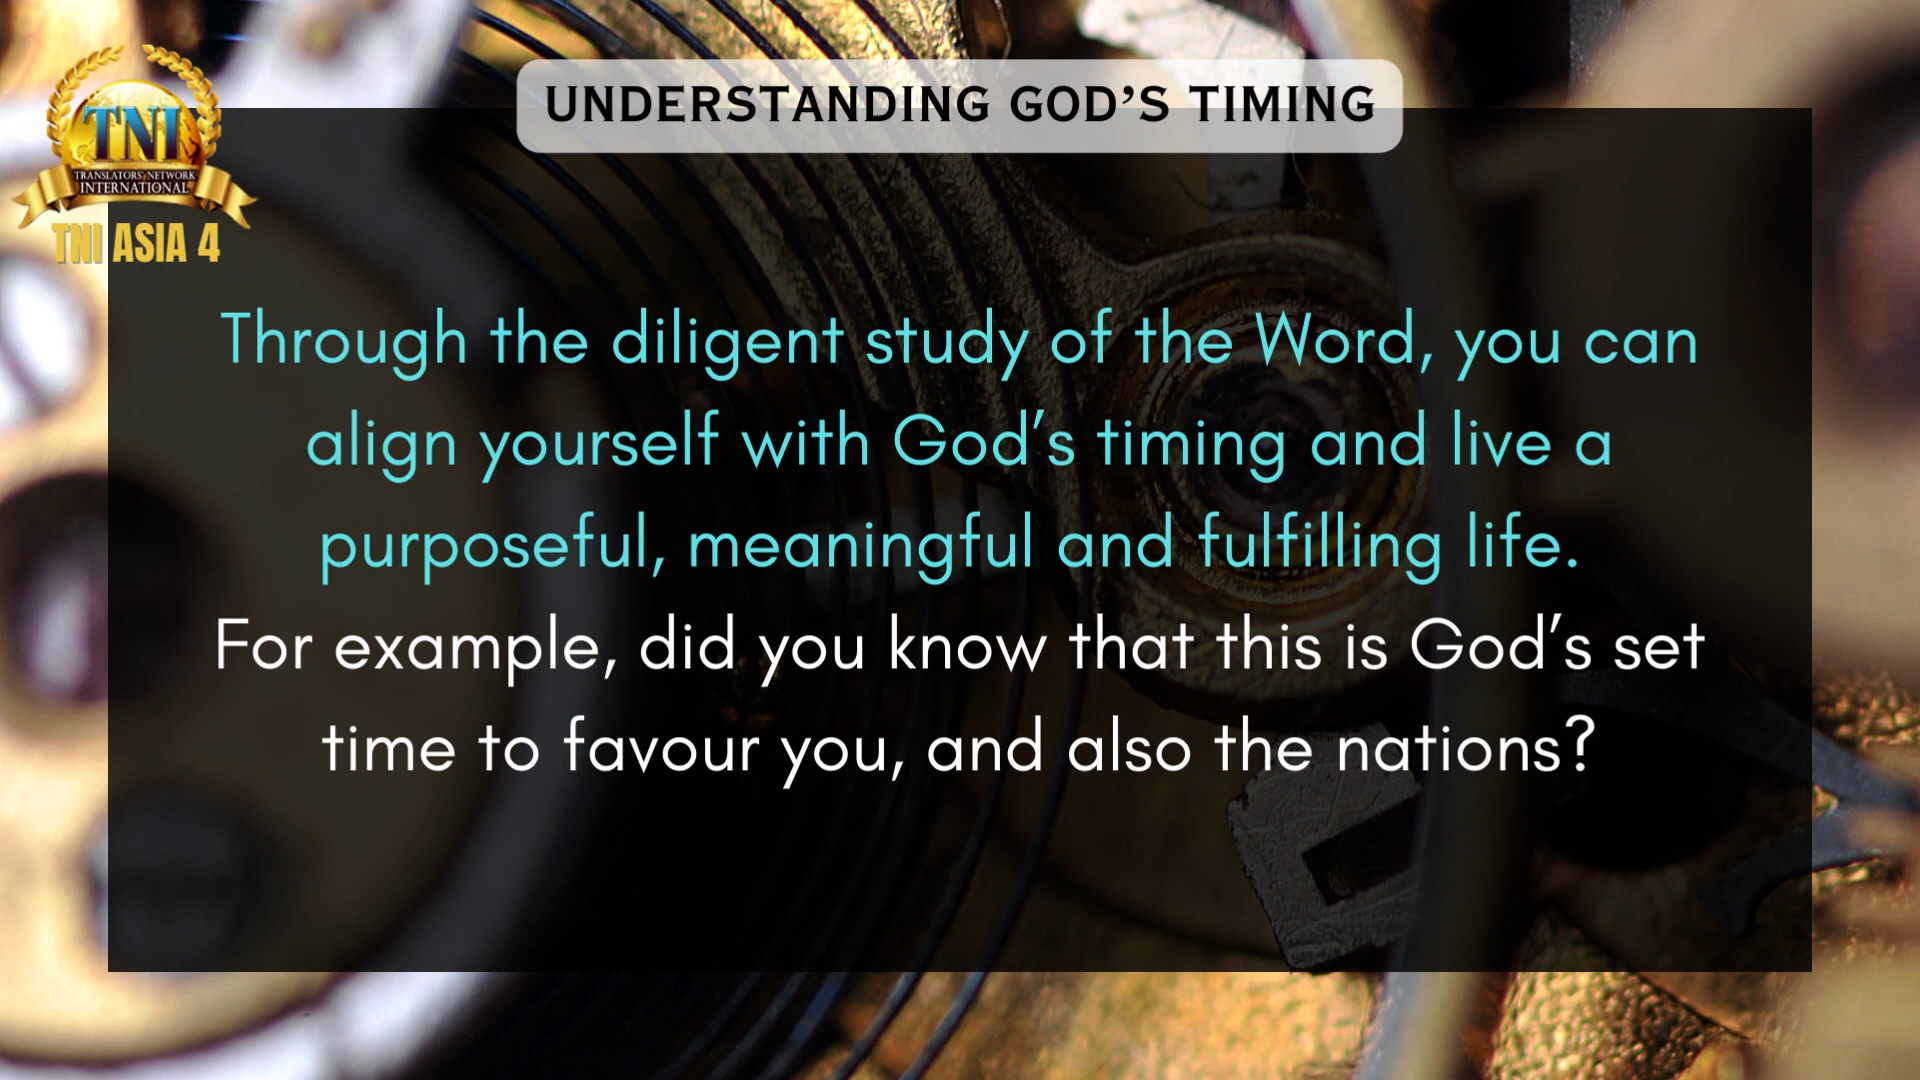 UNDERSTANDING GOD’S TIMING
TNI
TRANSLATORS' NETWORK
INTERNATIONAL
TNI ASIA 4
Through the diligent study of the Word, you can
align yourself with God’s timing and live a
purposeful, meaningful and fulfilling life.
For example, did you know that this is God’s set
time to favour you, and also the nations?